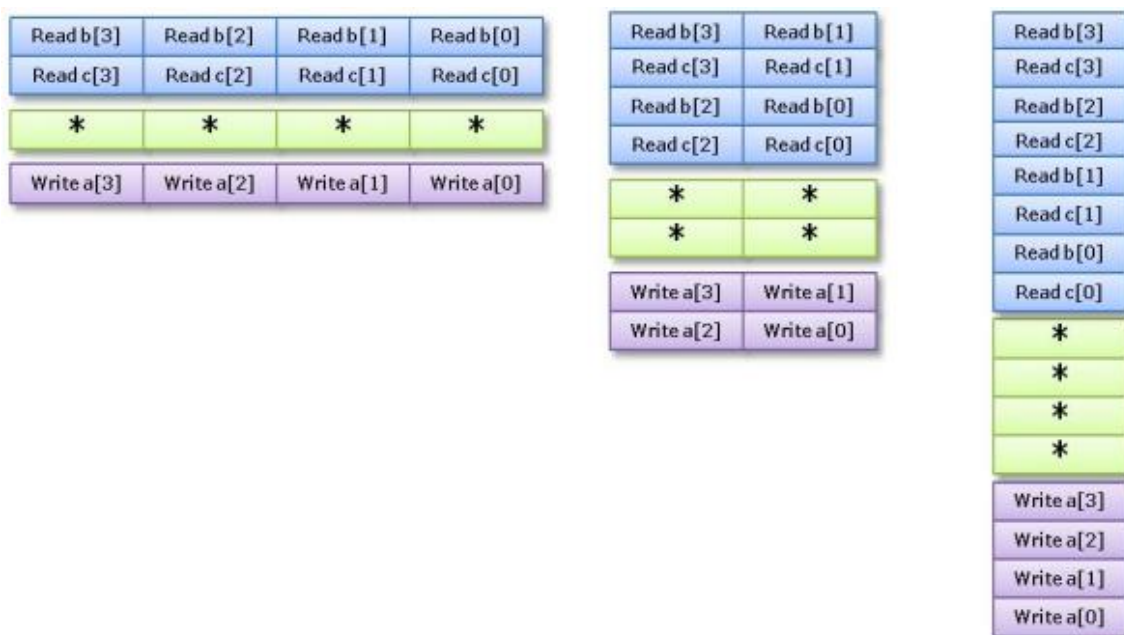 Read b[3] Read b[2] Read b[1] Read b[0]
Read c[3] Read c[2] Read c[1] Read c[0]
* * * *
Write a[3] Write a[2] Write a[1] Write a[0]
Read b[3] Read b[1]
Read c[3] Read c[1]
Read b[2] Read b[0]
Read c[2] Read c[0]
* *
* *
Write a[3] Write a[1]
Write a[2] Write a[0]
Read b[3]
Read c[3]
Read b[2]
Read c[2]
Read b[1]
Read c[1]
Read b[0]
Read c[0]
*
*
*
*
Write a[3]
Write a[2]
Write a[1]
Write a[0]